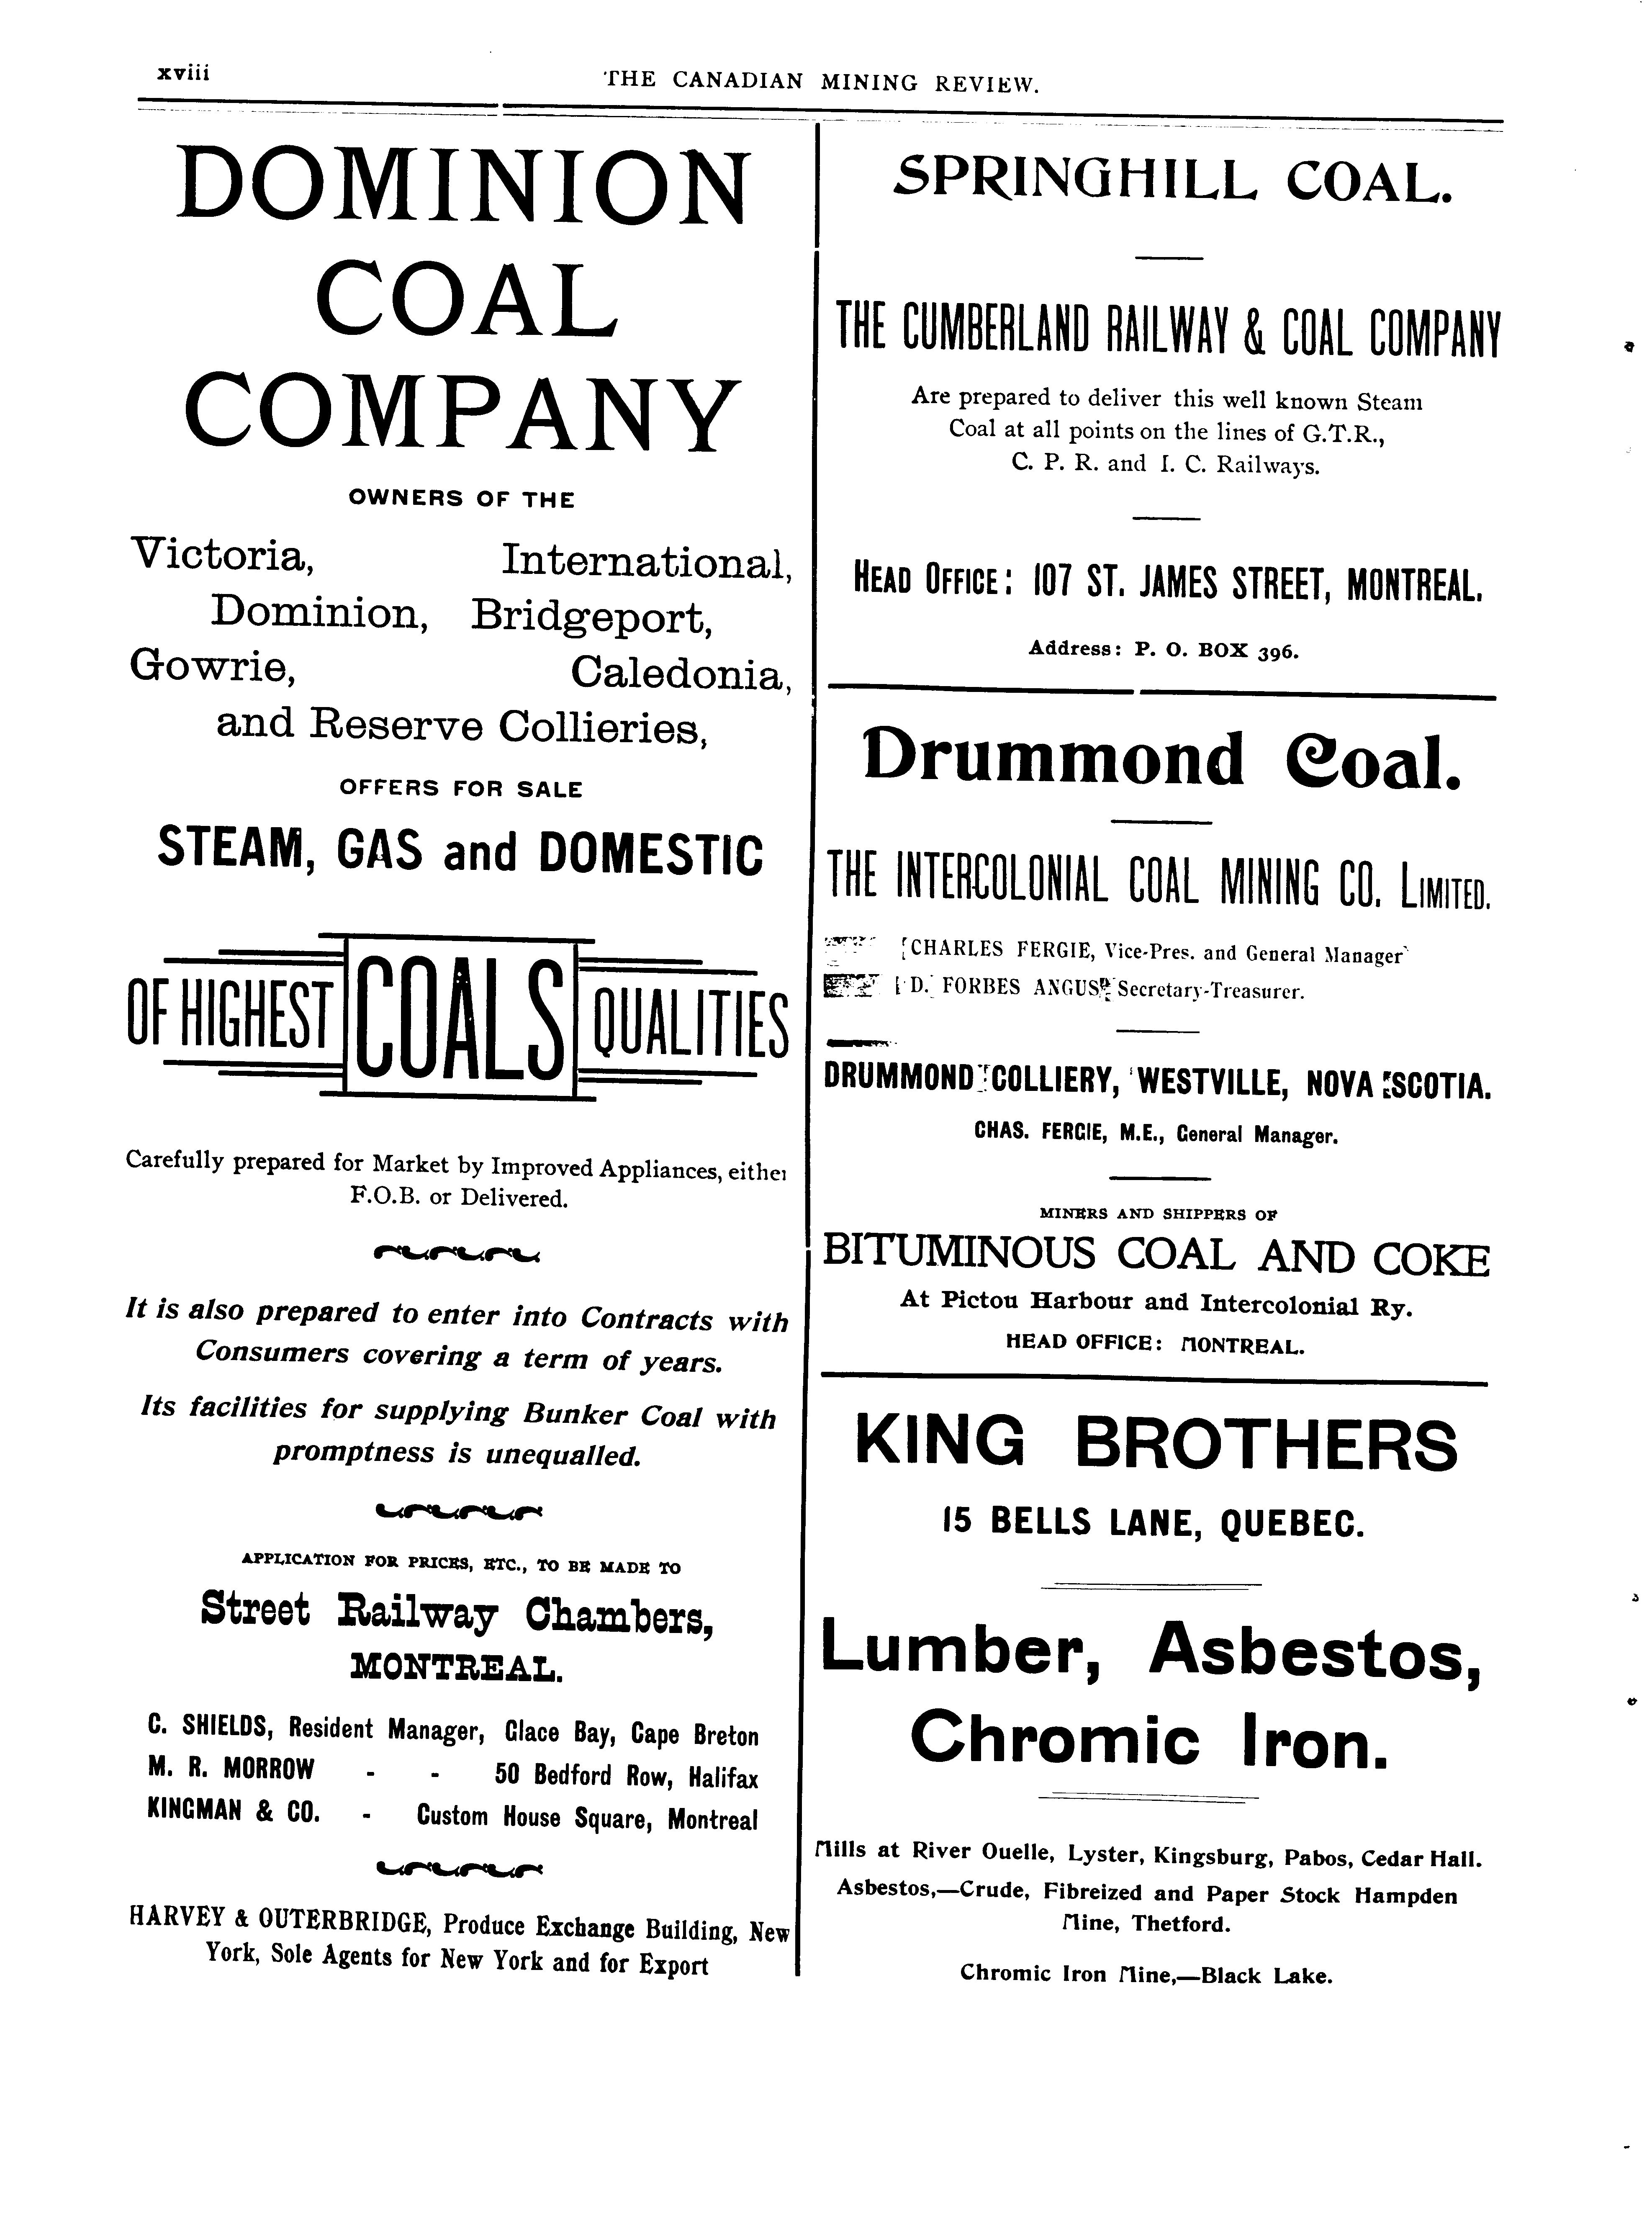 xviii
THE CANADIAN MINING REVIEW.
DOMINION
COAL
COMPANY
OWNERS OF THE
Victoria, International,
Dominion, Bridgeport,
Gowrie, Caledonia,
and Reserve Collieries,
OFFERS FOR SALE
STEAM, GAS and DOMESTIC
OF HIGHEST COALS QUALITIES
Carefully prepared for Market by Improved Appliances, either
F.O.B. or Delivered.
It is also prepared to enter into Contracts with
Consumers covering a term of years.
Its facilities for supplying Bunker Coal with
promptness is unequalled.
APPLICATION FOR PRICES, ETC., TO BE MADE TO
Street Railway Chambers,
MONTREAL.
C. SHIELDS, Resident Manager, Glace Bay, Cape Breton
M. R. MORROW - - 50 Bedford Row, Halifax
KINGMAN & CO. - Custom House Square, Montreal
HARVEY & OUTERBRIDGE, Produce Exchange Building, New
York, Sole Agents for New York and for Export
SPRINGHILL COAL.
THE CUMBERLAND RAILWAY & COAL COMPANY
Are prepared to deliver this well known Steam
Coal at all points on the lines of G.T.R.,
C. P. R. and I. C. Railways.
HEAD OFFICE: 107 ST. JAMES STREET, MONTREAL.
Address: P. O. BOX 396.
Drummond Coal.
THE INTERCOLONIAL COAL MINING CO. LIMITED.
CHARLES FERGIE, Vice-Pres. and General Manager
D. FORBES ANGUS, Secretary-Treasurer.
DRUMMOND COLLIERY, WESTVILLE, NOVA SCOTIA.
CHAS. FERGIE, M.E., General Manager.
MINERS AND SHIPPERS OF
BITUMINOUS COAL AND COKE
At Pictou Harbour and Intercolonial Ry.
HEAD OFFICE: MONTREAL.
KING BROTHERS
15 BELLS LANE, QUEBEC.
Lumber, Asbestos,
Chromic Iron.
Mills at River Ouelle, Lyster, Kingsburg, Pabos, Cedar Hall.
Asbestos,—Crude, Fibreized and Paper Stock Hampden
Mine, Thetford.
Chromic Iron Mine,—Black Lake.